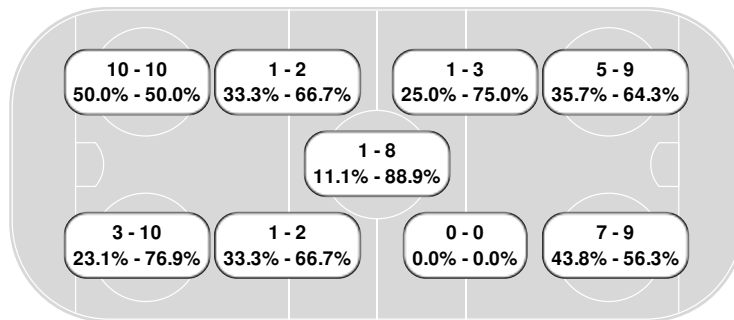 10 - 10
50.0% - 50.0%
1 - 2
33.3% - 66.7%
1 - 3
25.0% - 75.0%
5 - 9
35.7% - 64.3%
1 - 8
11.1% - 88.9%
3 - 10
23.1% - 76.9%
1 - 2
33.3% - 66.7%
0 - 0
0.0% - 0.0%
7 - 9
43.8% - 56.3%